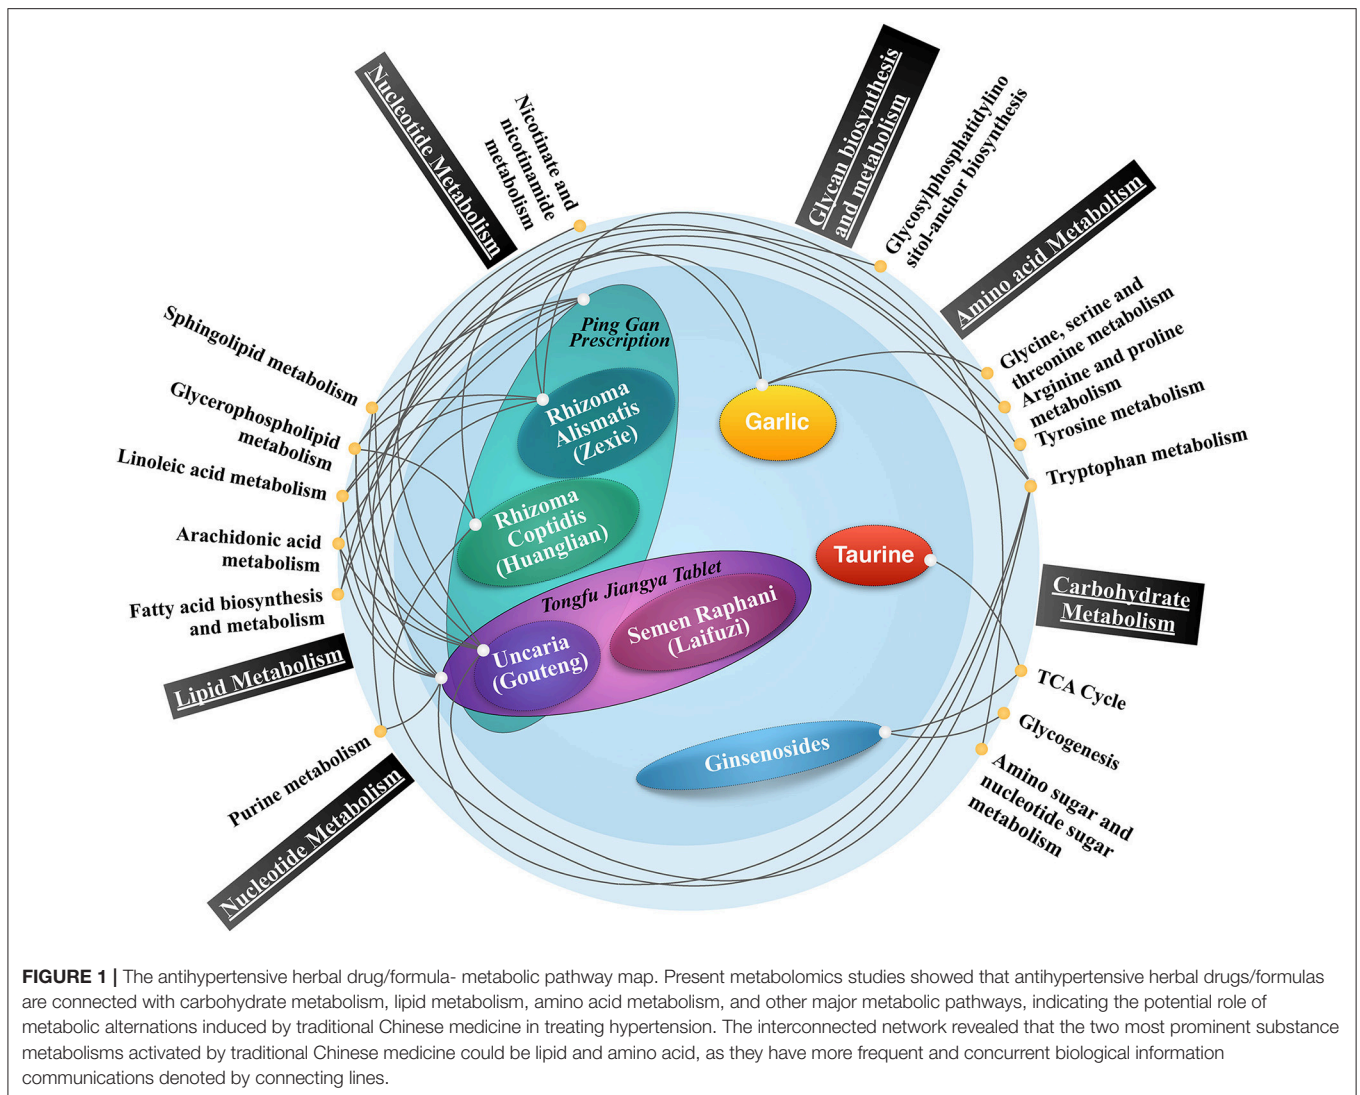 Nucleotide Metabolism
Nicotinate and
nicotinamide
metabolism
Glycan biosynthesis
and metabolism
Glycosylphosphatidylino
sitol-anchor biosynthesis
Amino acid Metabolism
Glycine, serine and
threonine metabolism
Arginine and proline
metabolism
Tyrosine metabolism
Tryptophan metabolism
Carbohydrate
Metabolism
TCA Cycle
Glycogenesis
Amino sugar and
nucleotide sugar
metabolism
Sphingolipid metabolism
Glycerophospholipid
metabolism
Linoleic acid metabolism
Arachidonic acid
metabolism
Fatty acid biosynthesis
and metabolism
Lipid Metabolism
Purine metabolism
Nucleotide Metabolism
Ping Gan
Prescription
Rhizoma
Alismatis
(Zexie)
Garlic
Rhizoma
Coptidis
(Huanglian)
Taurine
Tongfu Jiangya Tablet
Semen Raphani
(Laifuzi)
Uncaria
(Gouteng)
Ginsenosides
FIGURE 1 | The antihypertensive herbal drug/formula- metabolic pathway map. Present metabolomics studies showed that antihypertensive herbal drugs/formulas
are connected with carbohydrate metabolism, lipid metabolism, amino acid metabolism, and other major metabolic pathways, indicating the potential role of
metabolic alternations induced by traditional Chinese medicine in treating hypertension. The interconnected network revealed that the two most prominent substance
metabolisms activated by traditional Chinese medicine could be lipid and amino acid, as they have more frequent and concurrent biological information
communications denoted by connecting lines.